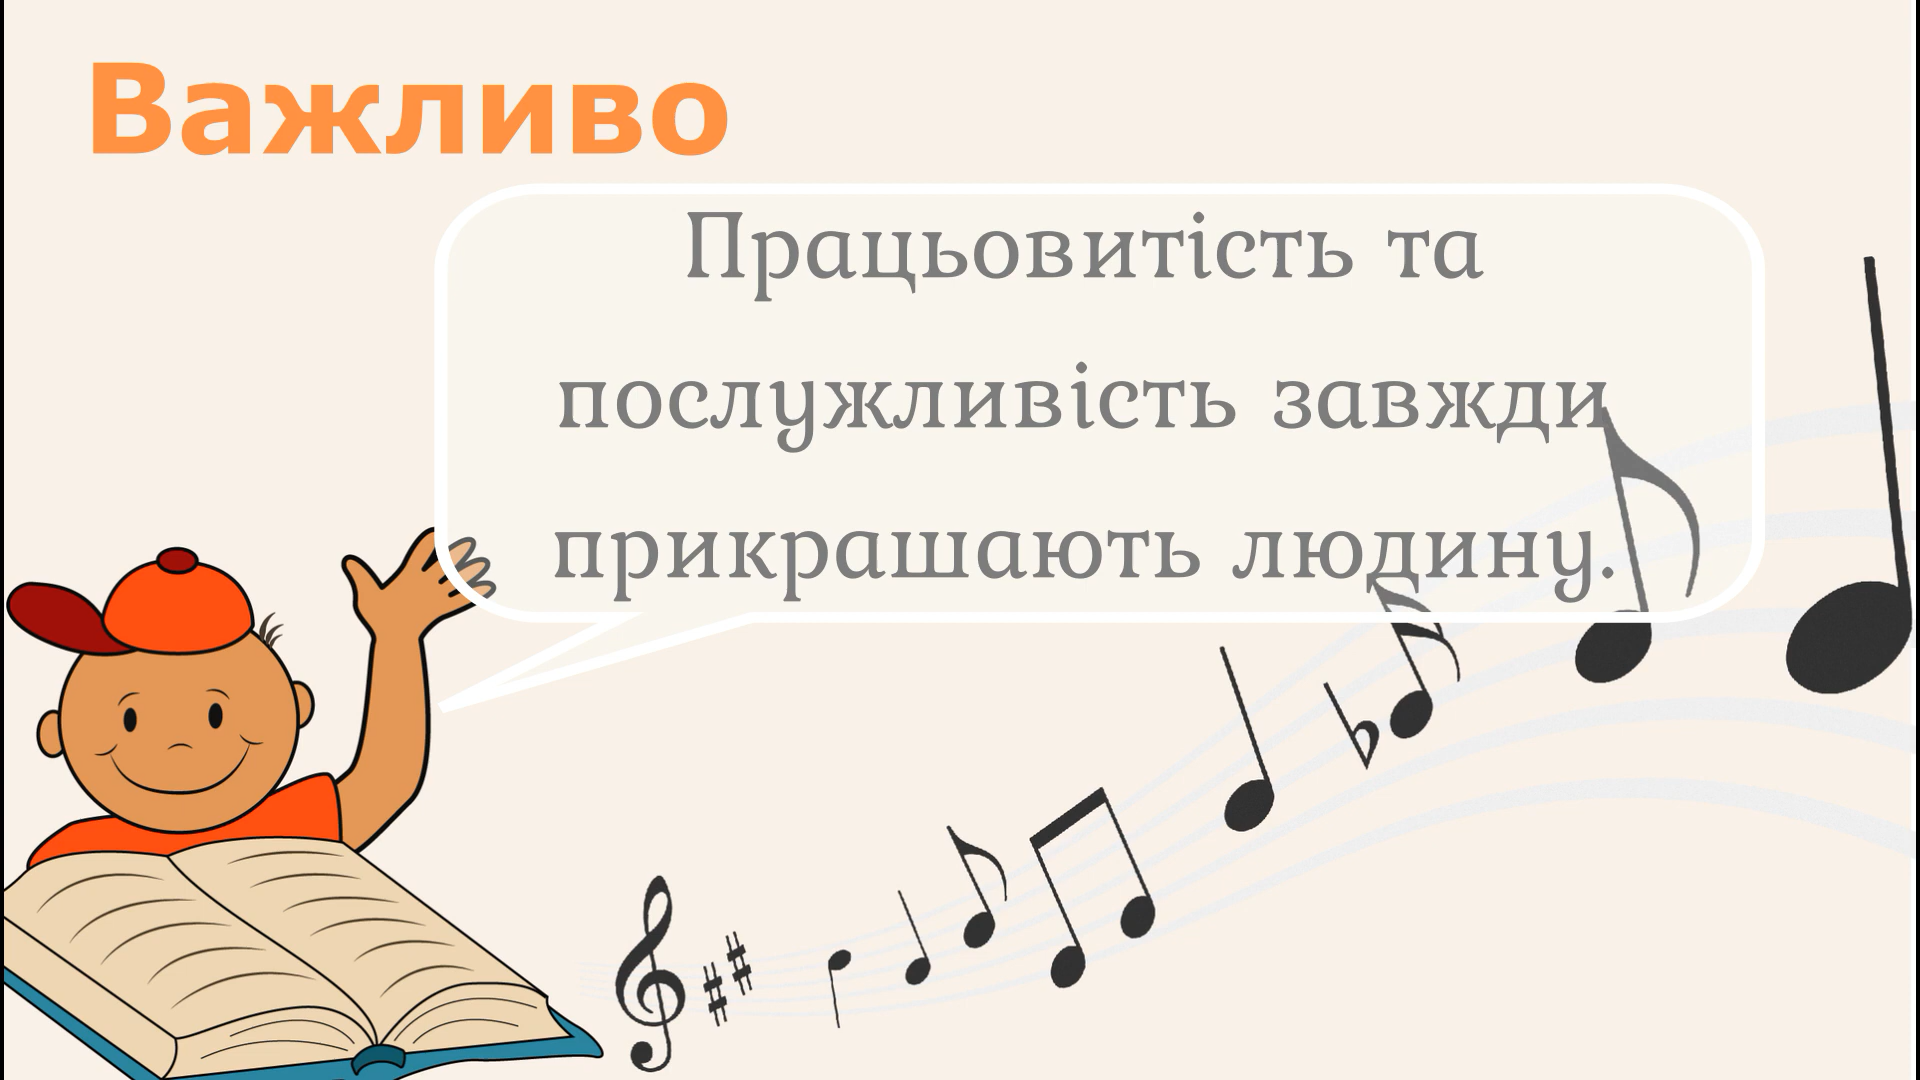 Важливо
Працьовитість та
послужливість завжди
прикрашають людину.